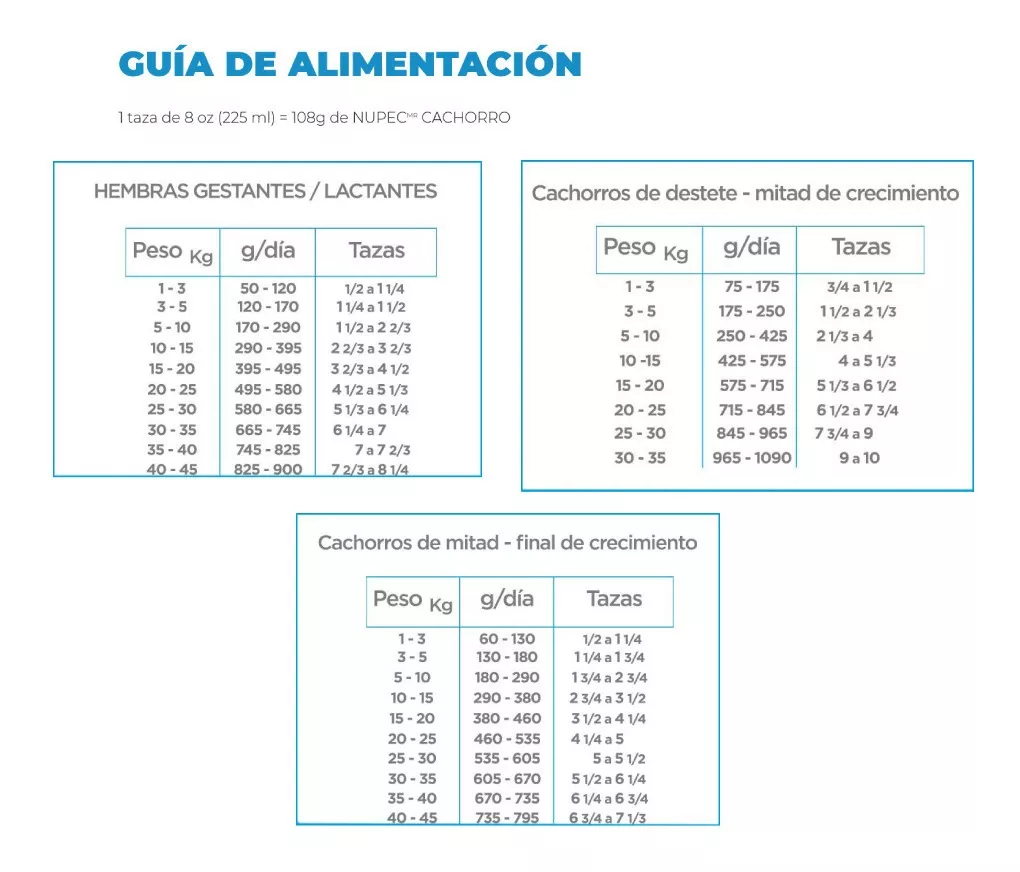 GUÍA DE ALIMENTACIÓN
1 taza de 8 oz (225 ml) = 108g de NUPEC MR CACHORRO
HEMBRAS GESTANTES / LACTANTES
Peso Kg g/día Tazas
1 - 3 50 - 120 1/2 a 1 1/4
3 - 5 120 - 170 1 1/4 a 1 1/2
5 - 10 170 - 290 1 1/2 a 2 2/3
10 - 15 290 - 395 2 2/3 a 3 2/3
15 - 20 395 - 495 3 2/3 a 4 1/2
20 - 25 495 - 580 4 1/2 a 5 1/3
25 - 30 580 - 665 5 1/3 a 6 1/4
30 - 35 665 - 745 6 1/4 a 7
35 - 40 745 - 825 7 a 7 2/3
40 - 45 825 - 900 7 2/3 a 8 1/4
Cachorros de destete - mitad de crecimiento
Peso Kg g/día Tazas
1 - 3 75 - 175 3/4 a 1 1/2
3 - 5 175 - 250 1 1/2 a 2 1/3
5 - 10 250 - 425 2 1/3 a 4
10 -15 425 - 575 4 a 5 1/3
15 - 20 575 - 715 5 1/3 a 6 1/2
20 - 25 715 - 845 6 1/2 a 7 3/4
25 - 30 845 - 965 7 3/4 a 9
30 - 35 965 - 1090 9 a 10
Cachorros de mitad - final de crecimiento
Peso Kg g/día Tazas
1 - 3 60 - 130 1/2 a 1 1/4
3 - 5 130 - 180 1 1/4 a 1 3/4
5 - 10 180 - 290 1 3/4 a 2 3/4
10 - 15 290 - 380 2 3/4 a 3 1/2
15 - 20 380 - 460 3 1/2 a 4 1/4
20 - 25 460 - 535 4 1/4 a 5
25 - 30 535 - 605 5 a 5 1/2
30 - 35 605 - 670 5 1/2 a 6 1/4
35 - 40 670 - 735 6 1/4 a 6 3/4
40 - 45 735 - 795 6 3/4 a 7 1/3